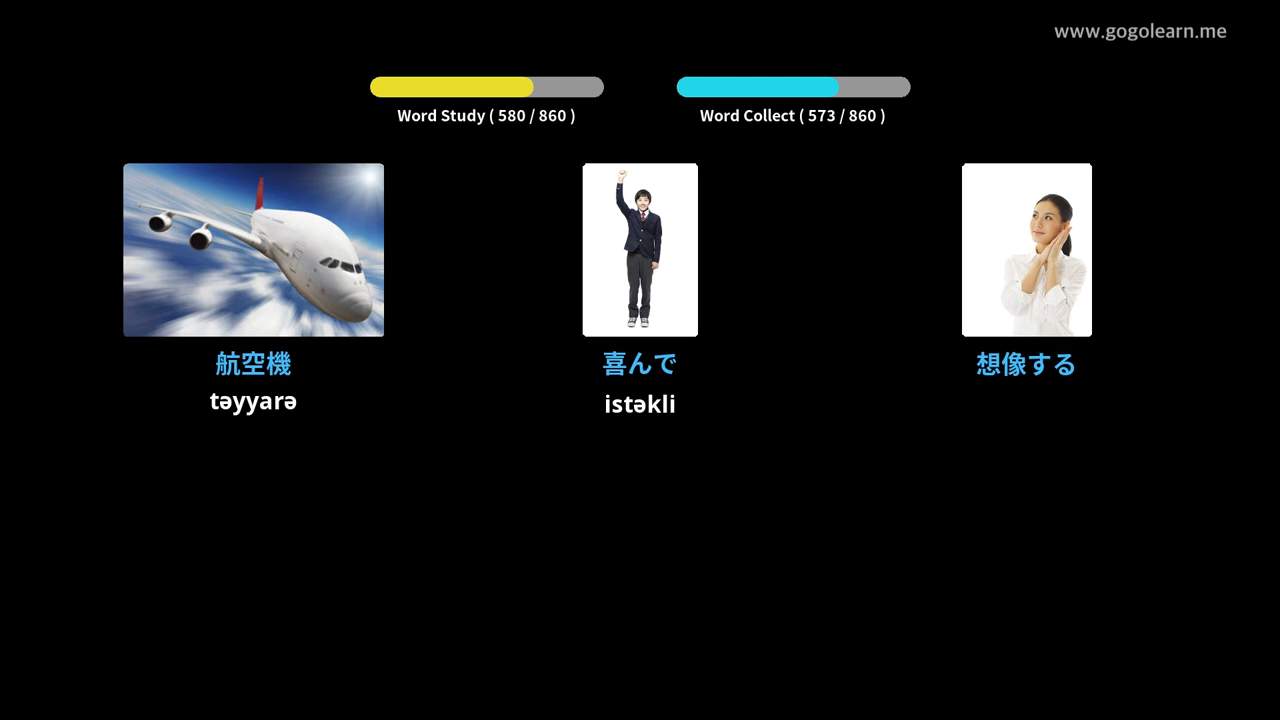 www.gogolearn.me
Word Study ( 580 / 860 )
Word Collect ( 573 / 860 )
航空機
təyyarə
喜んで
istəkli
想像する